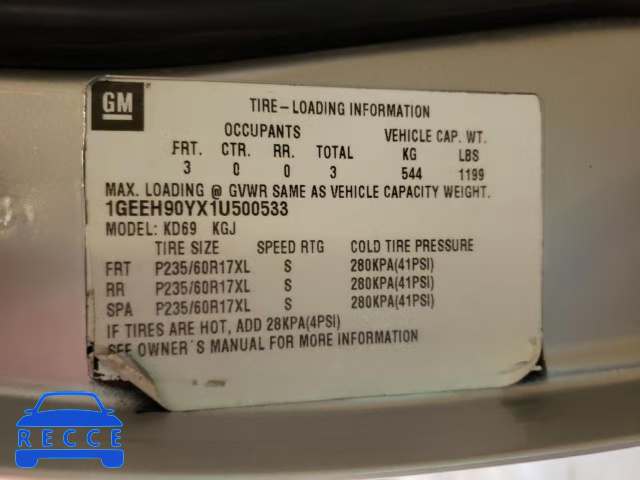 GM
TIRE-LOADING INFORMATION
OCCUPANTS VEHICLE CAP. WT.
FRT. CTR. RR. TOTAL KG LBS
3 0 0 3 544 1199
MAX. LOADING @ GVWR SAME AS VEHICLE CAPACITY WEIGHT.
1GEEH90YX1U500533
MODEL: KD69 KGJ
TIRE SIZE SPEED RTG COLD TIRE PRESSURE
FRT P235/60R17XL S 280KPA(41PSI)
RR P235/60R17XL S 280KPA(41PSI)
SPA P235/60R17XL S 280KPA(41PSI)
IF TIRES ARE HOT, ADD 28KPA(4PSI)
SEE OWNER'S MANUAL FOR MORE INFORMATION
RECCE